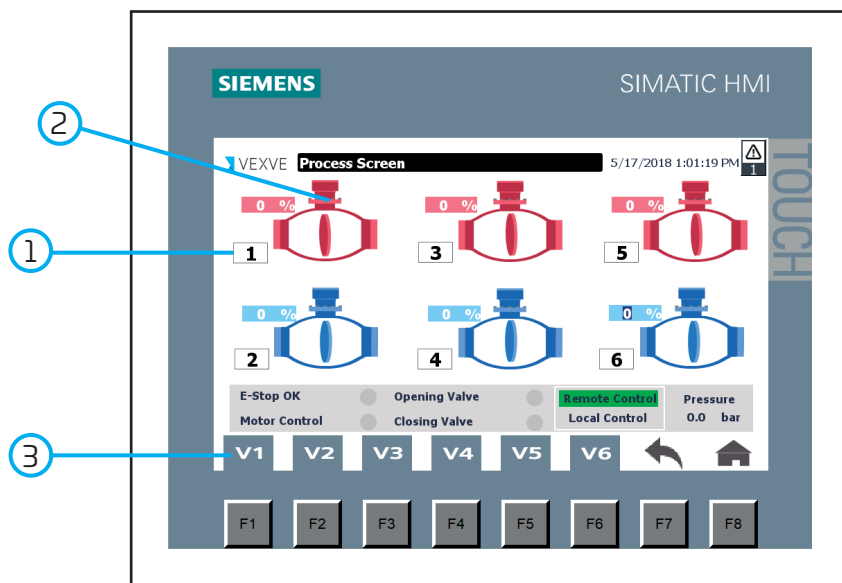 SIEMENS
SIMATIC HMI
TOUCH
2
VEXVE Process Screen 5/17/2018 1:01:19 PM
1
0 % 0 % 0 %
1
1 3 5
0 % 0 % 0 %
2 4 6
E-Stop OK Opening Valve Remote Control Pressure
Motor Control Closing Valve Local Control 0.0 bar
3
V1 V2 V3 V4 V5 V6
F1 F2 F3 F4 F5 F6 F7 F8